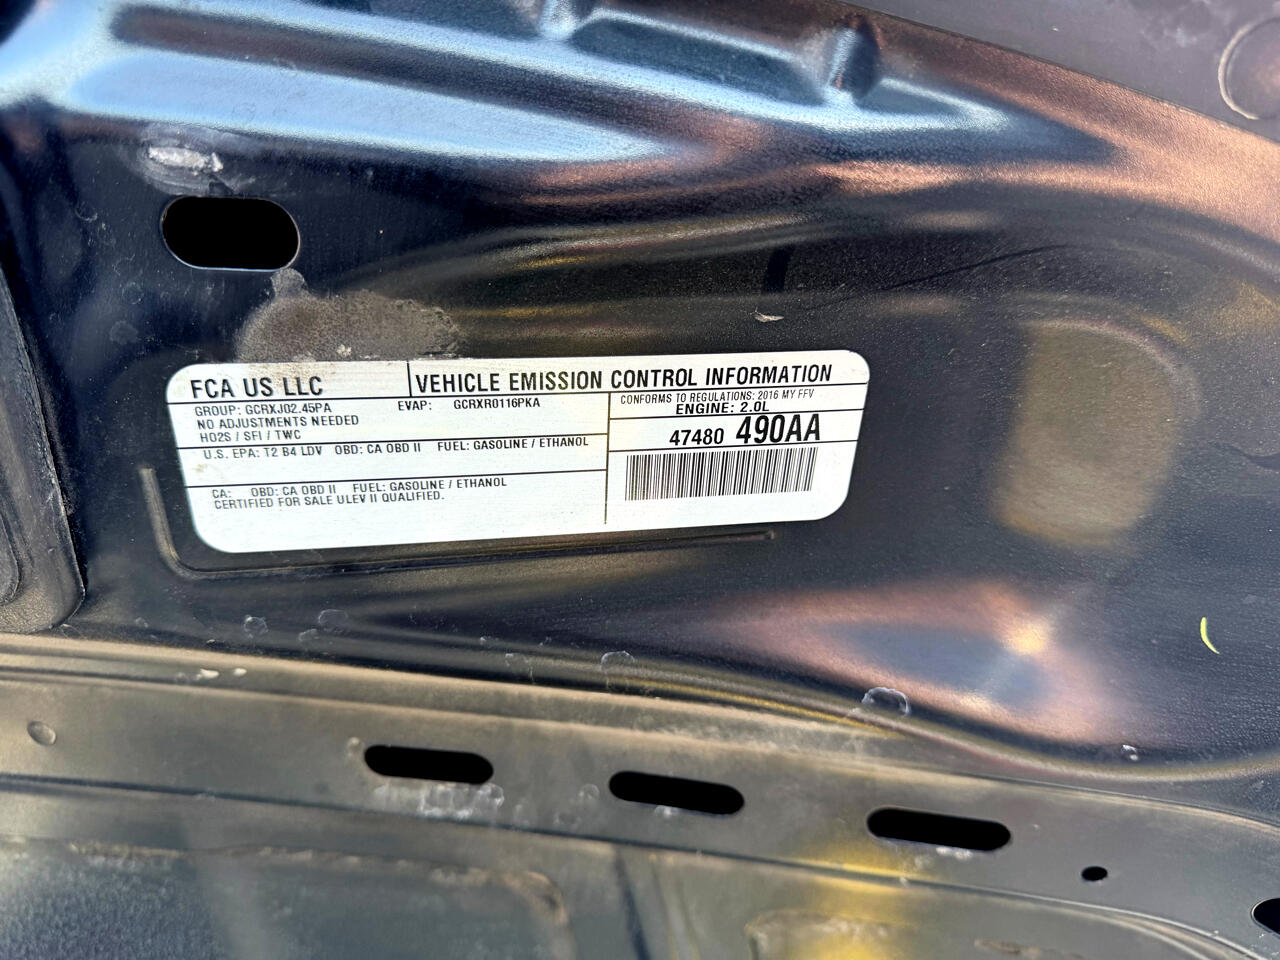 FCA US LLC
VEHICLE EMISSION CONTROL INFORMATION
GROUP: GCRXJ02.45PA EVAP: GCRXR0116PKA
NO ADJUSTMENTS NEEDED
HO2S / SFI / TWC
U.S. EPA: T2 B4 LDV OBD: CA OBD II FUEL: GASOLINE / ETHANOL
CA: OBD: CA OBD II FUEL: GASOLINE / ETHANOL
CERTIFIED FOR SALE ULEV II QUALIFIED.
CONFORMS TO REGULATIONS: 2016 MY FFV
ENGINE: 2.0L
47480 490AA